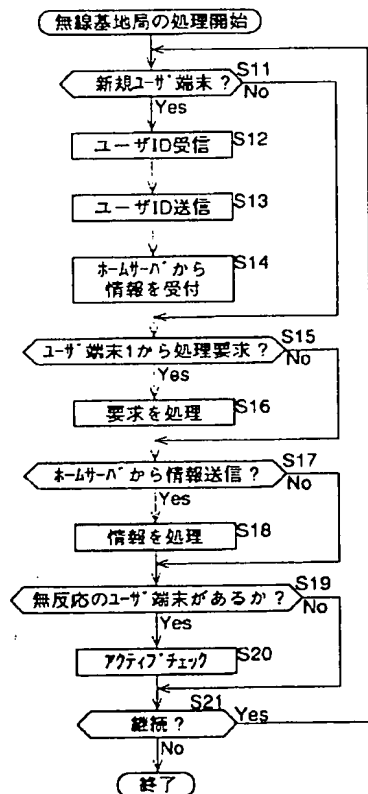 無線基地局の処理開始
新規ユーザ端末？
S11
No
Yes
ユーザID受信
S12
ユーザID送信
S13
ホームサーバから
情報を受付
S14
ユーザ端末1から処理要求？
S15
No
Yes
要求を処理
S16
ホームサーバから情報送信？
S17
No
Yes
情報を処理
S18
無反応のユーザ端末があるか？
S19
No
Yes
アクティブチェック
S20
継続？
S21
Yes
No
終了